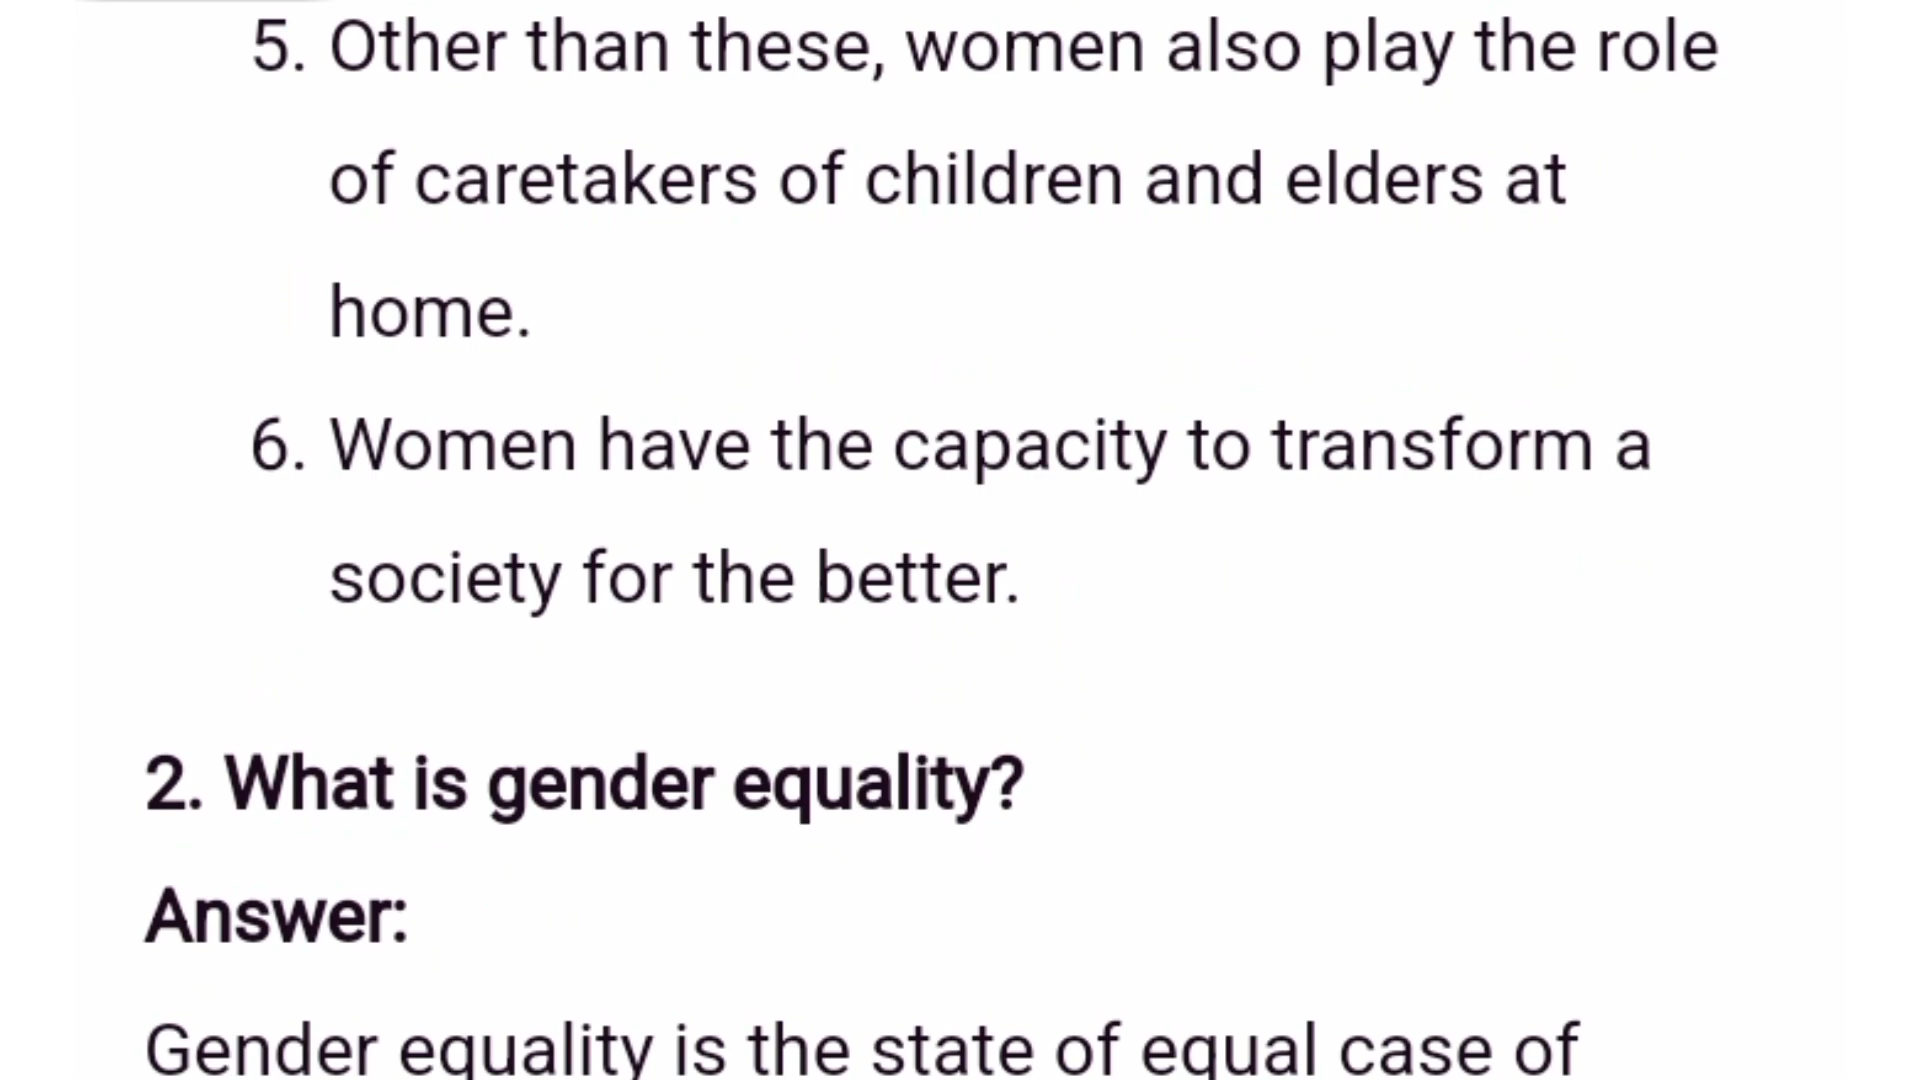 5. Other than these, women also play the role
of caretakers of children and elders at
home.
6. Women have the capacity to transform a
society for the better.
2. What is gender equality?
Answer:
Gender equality is the state of equal case of